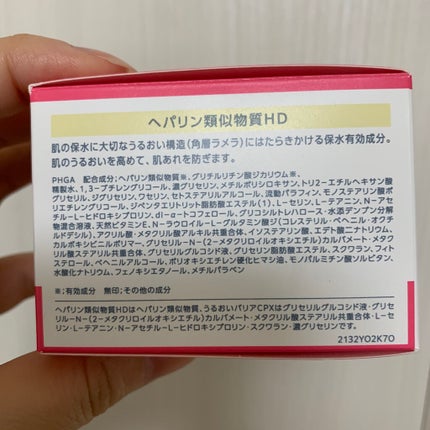 ヘパリン類似物質HD
肌の保水に大切なうるおい構造(角層ラメラ)にはたらきかける保水有効成分。
肌のうるおいを高めて、肌あれを防ぎます。
PHGA 配合成分:ヘパリン類似物質※、グリチルリチン酸ジカリウム※、
精製水、1,3-ブチレングリコール、濃グリセリン、メチルポリシロキサン、トリ2-エチルヘキサン酸
グリセリル、ジグリセリン、ワセリン、セトステアリルアルコール、流動パラフィン、モノステアリン酸ポ
リエチレングリコール、ジペンタエリトリット脂肪酸エステル(1)、L-セリン、L-テアニン、N-ア
セチル-L-ヒドロキシプロリン、dl-α-トコフェロール、グリコシルトレハロース・水添デンプン分解
物混合溶液、天然ビタミンE、N-ラウロイル-L-グルタミン酸ジ(コレステリル・ベヘニル・オクチ
ルドデシル)、アクリル酸・メタクリル酸アルキル共重合体、イソステアリン酸、エデト酸二ナトリウム、
カルボキシビニルポリマー、グリセリル-N-(2-メタクリロイルオキシエチル)カルバメート・メタクリ
ル酸ステアリル共重合体、グリセリルグルコシド液、グリセリン脂肪酸エステル、スクワラン、フィト
ステロール、ベヘニルアルコール、ポリオキシエチレン硬化ヒマシ油、モノパルミチン酸ソルビタン、
水酸化ナトリウム、フェノキシエタノール、メチルパラベン
※:有効成分 無印:その他の成分
ヘパリン類似物質HDはヘパリン類似物質、うるおいバリアCPXはグリセリルグルコシド液・グリセ
リル-N-(2-メタクリロイルオキシエチル)カルバメート・メタクリル酸ステアリル共重合体・L-セ
リン・L-テアニン・N-アセチル-L-ヒドロキシプロリン・スクワラン・濃グリセリンです。
2132YO2K7O